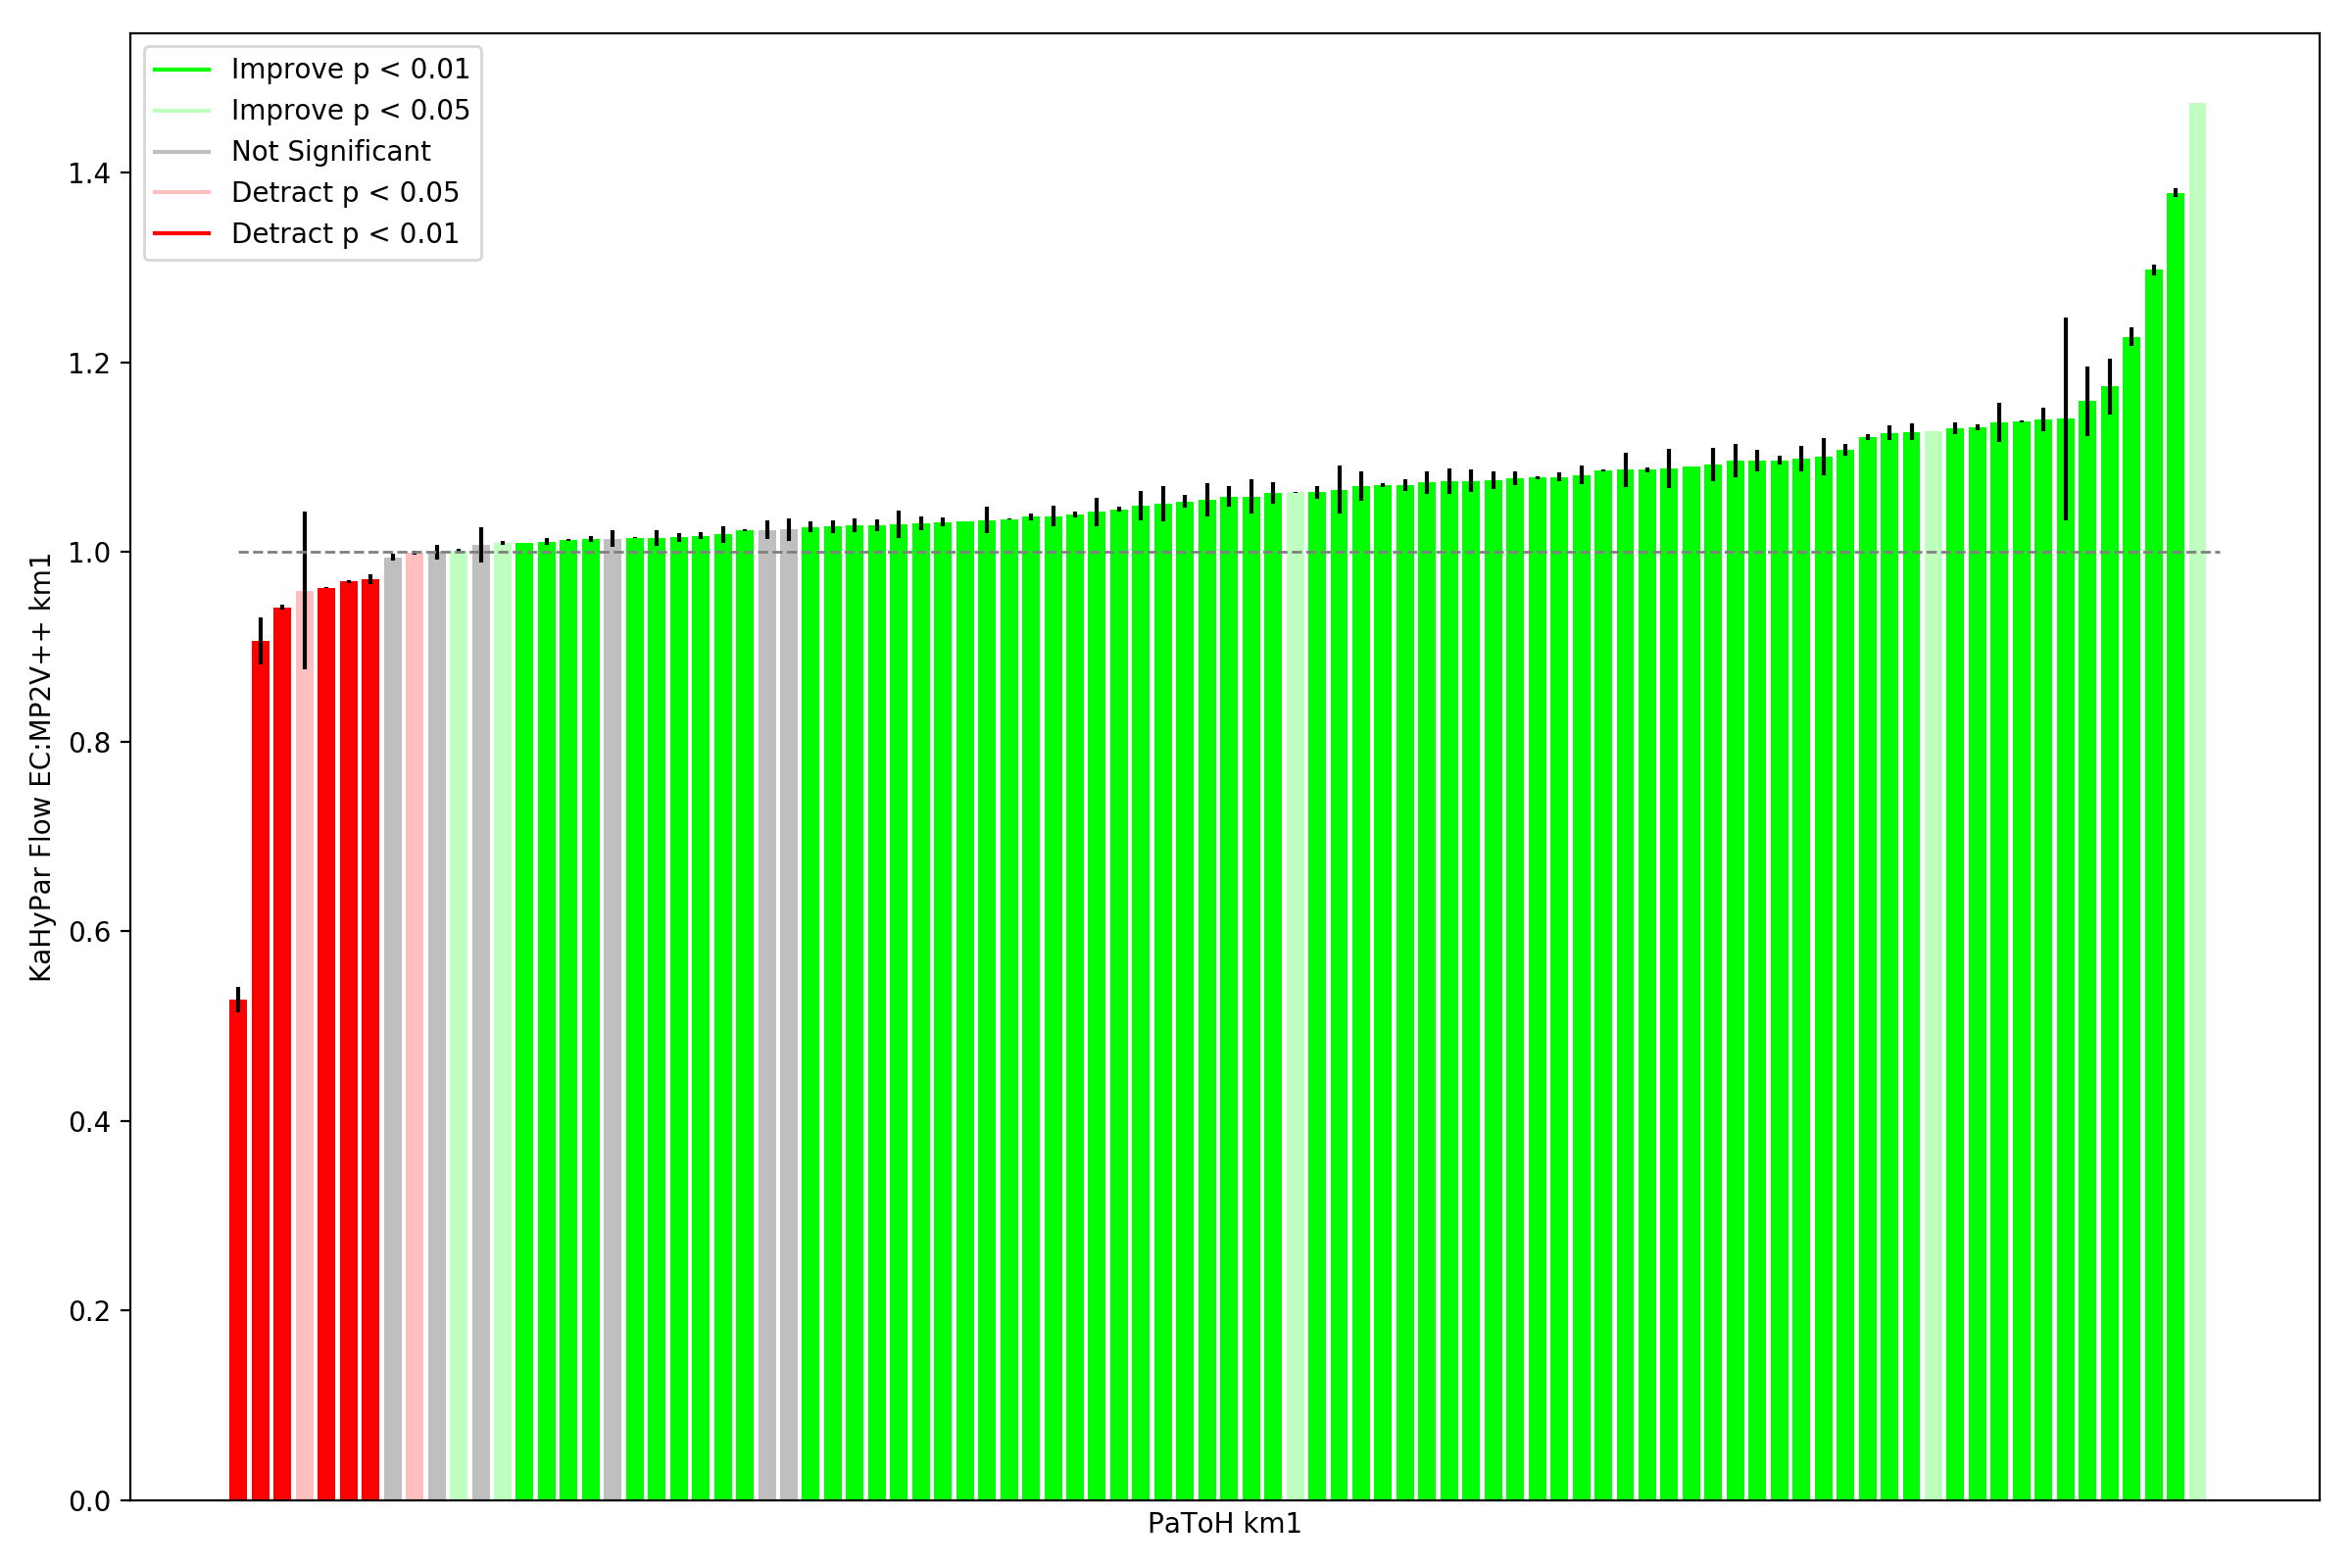 Improve p < 0.01
Improve p < 0.05
Not Significant
Detract p < 0.05
Detract p < 0.01
1.4
1.2
1.0
0.8
0.6
0.4
0.2
0.0
KaHyPar Flow EC:MP2V++ km1
PaToH km1